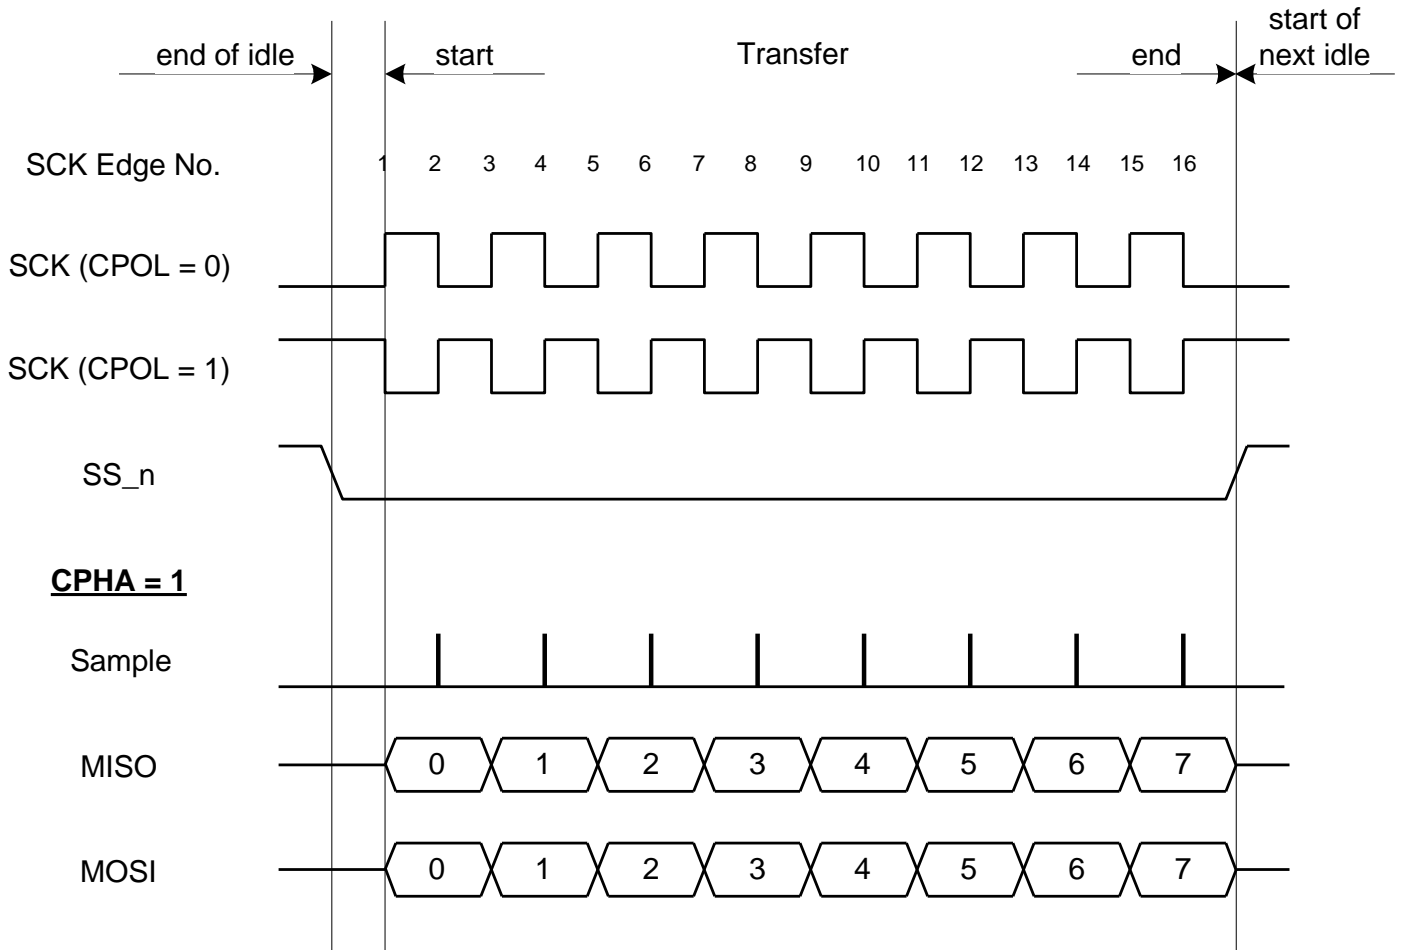 start of
end of idle start Transfer end next idle
SCK Edge No. 1 2 3 4 5 6 7 8 9 10 11 12 13 14 15 16
SCK (CPOL = 0)
SCK (CPOL = 1)
SS_n
CPHA = 1
Sample
MISO 0 1 2 3 4 5 6 7
MOSI 0 1 2 3 4 5 6 7